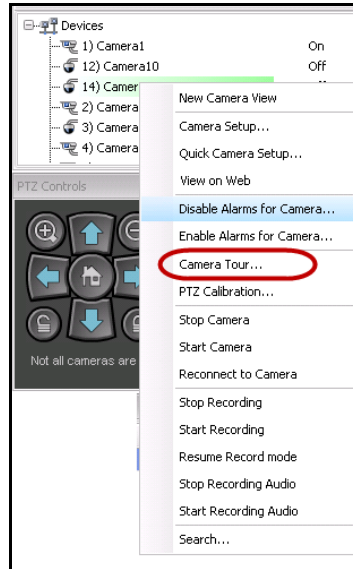 Devices
1) Camera1 On
12) Camera10 Off
14) Camer
2) Camera
3) Camera
4) Camera
New Camera View
Camera Setup...
Quick Camera Setup...
View on Web
PTZ Controls
Disable Alarms for Camera...
Enable Alarms for Camera...
Camera Tour...
PTZ Calibration...
Stop Camera
Start Camera
Not all cameras are
Reconnect to Camera
Stop Recording
Start Recording
Resume Record mode
Stop Recording Audio
Start Recording Audio
Search...